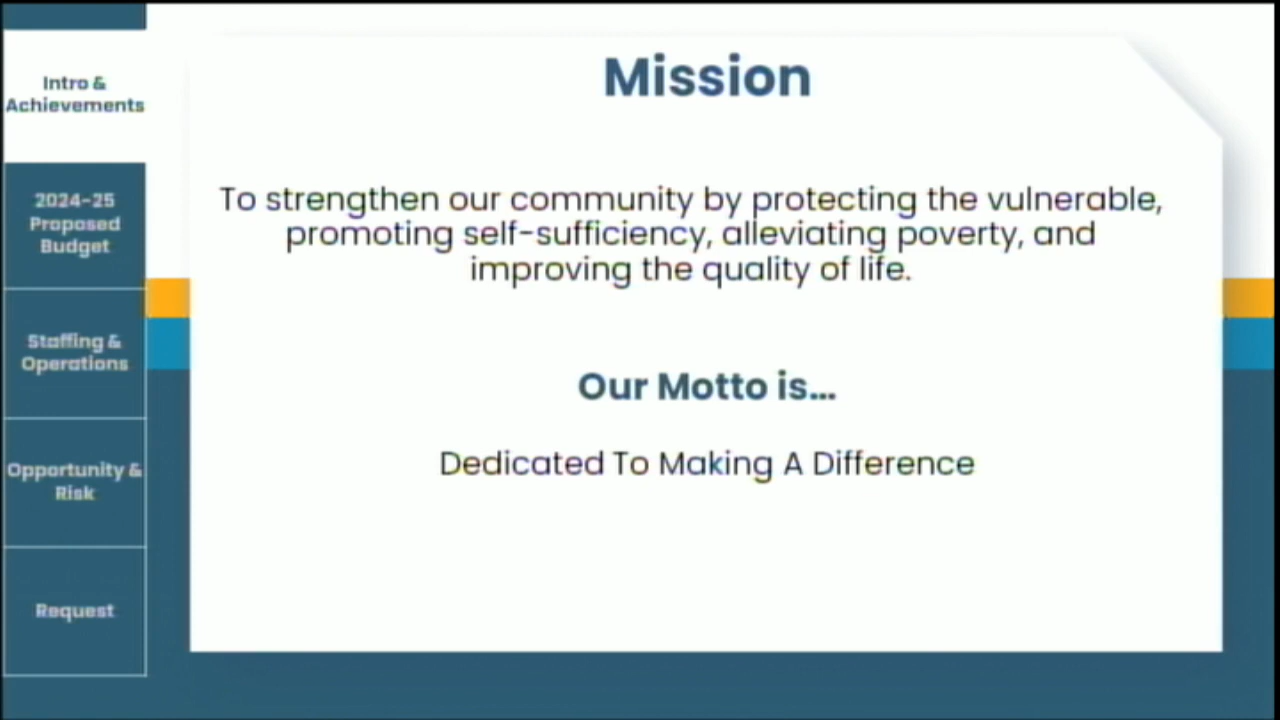 Intro &
Achievements
2024-25
Proposed
Budget
Staffing &
Operations
Opportunity &
Risk
Request
Mission
To strengthen our community by protecting the vulnerable,
promoting self-sufficiency, alleviating poverty, and
improving the quality of life.
Our Motto is...
Dedicated To Making A Difference